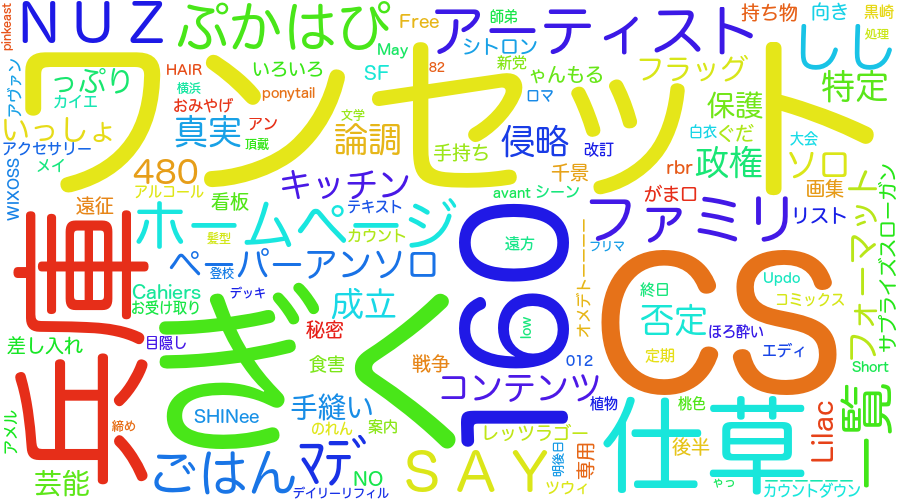 pinkeast
NUZ
ぷかはぴ
アーティスト
持ち物
向き
黒崎
処理
しし
師弟
Free
シトロン
May
新党
アヴァン
っぷり
HAIR
いろいろ
SF
82
ゃんもる
フラッグ
特定
カイエ
横浜
ponytail
おみやげ
ロマ
保護
いっしょ
真実
アン
文学
論調
ワンセット
侵略
白衣
ぐだ
大会
アクセサリー
頂戴
手持ち
改訂
政権
ソロ
メイ
480
千景
rbr
WIXOSS
アルコール
キッチン
avant
シーン
がま口
画集
遠征
看板
テキスト
ファミリ
リスト
フォーマット
サプライズスローガン
兵庫
ホームページ
髪型
カウント
160
遠方
オメデトーーーーー
フリマ
CS
ペーパーアンソロ
登校
Updo
Cahiers
デッキ
終日
コミックス
お受け取り
ぎく
成立
否定
ほろ酔い
差し入れ
目隠し
秘密
low
エディ
食害
戦争
012
定期
Short
コンテンツ
一覧
アメル
SHINee
手縫い
植物
桃色
仕草
Lilac
締め
のれん
案内
レッツラゴー
後半
明後日
専用
芸能
ごはん
マデ
NO
SAY
ゃっ
デイリーリフィル
ツウィ
カウントダウン
＿＿＿＿＿＿＿